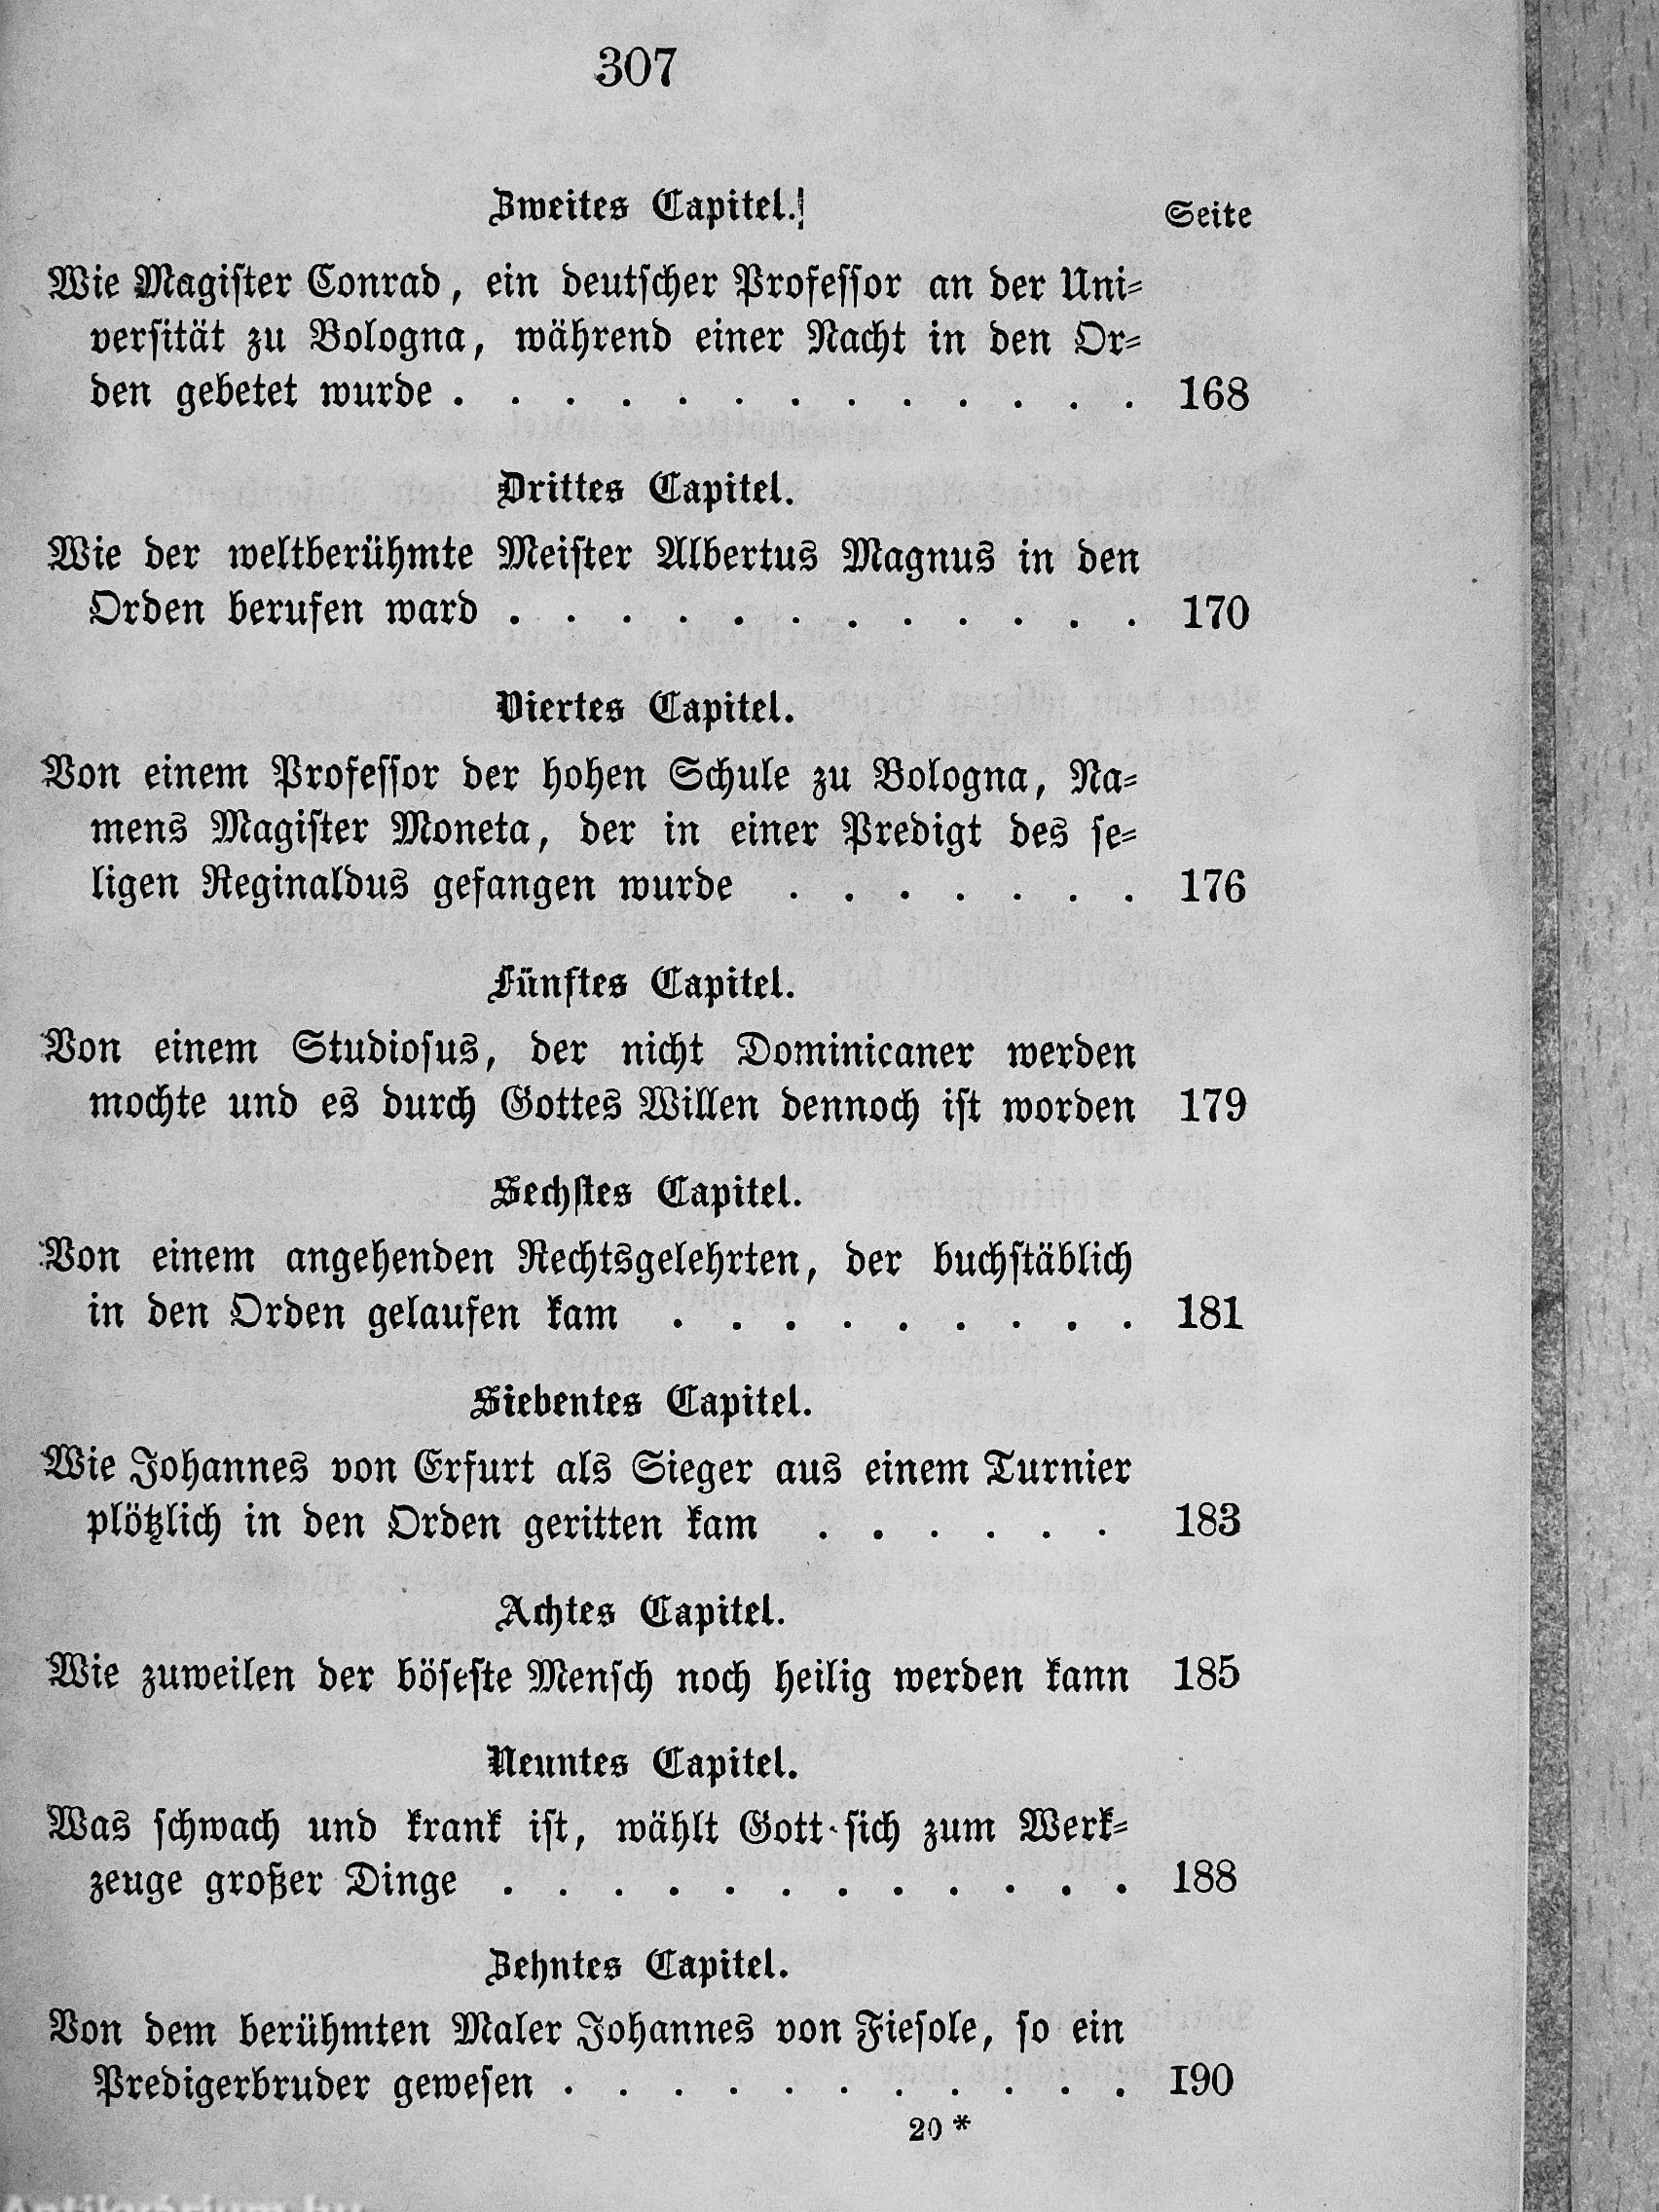 307
Zweites Capitel.
Seite
Wie Magister Conrad, ein deutscher Professor an der Uni=
versität zu Bologna, während einer Nacht in den Or=
den gebetet wurde . . . . . . . . . . . . . 168
Drittes Capitel.
Wie der weltberühmte Meister Albertus Magnus in den
Orden berufen ward . . . . . . . . . . . . 170
Viertes Capitel.
Von einem Professor der hohen Schule zu Bologna, Na=
mens Magister Moneta, der in einer Predigt des se=
ligen Reginaldus gefangen wurde . . . . . . . 176
Fünftes Capitel.
Von einem Studiosus, der nicht Dominicaner werden
mochte und es durch Gottes Willen dennoch ist worden 179
Sechstes Capitel.
Von einem angehenden Rechtsgelehrten, der buchstäblich
in den Orden gelaufen kam . . . . . . . . . 181
Siebentes Capitel.
Wie Johannes von Erfurt als Sieger aus einem Turnier
plötzlich in den Orden geritten kam . . . . . . 183
Achtes Capitel.
Wie zuweilen der böseste Mensch noch heilig werden kann 185
Neuntes Capitel.
Was schwach und krank ist, wählt Gott sich zum Werk=
zeuge großer Dinge . . . . . . . . . . . . 188
Zehntes Capitel.
Von dem berühmten Maler Johannes von Fiesole, so ein
Predigerbruder gewesen . . . . . . . . . . . 190
20 *